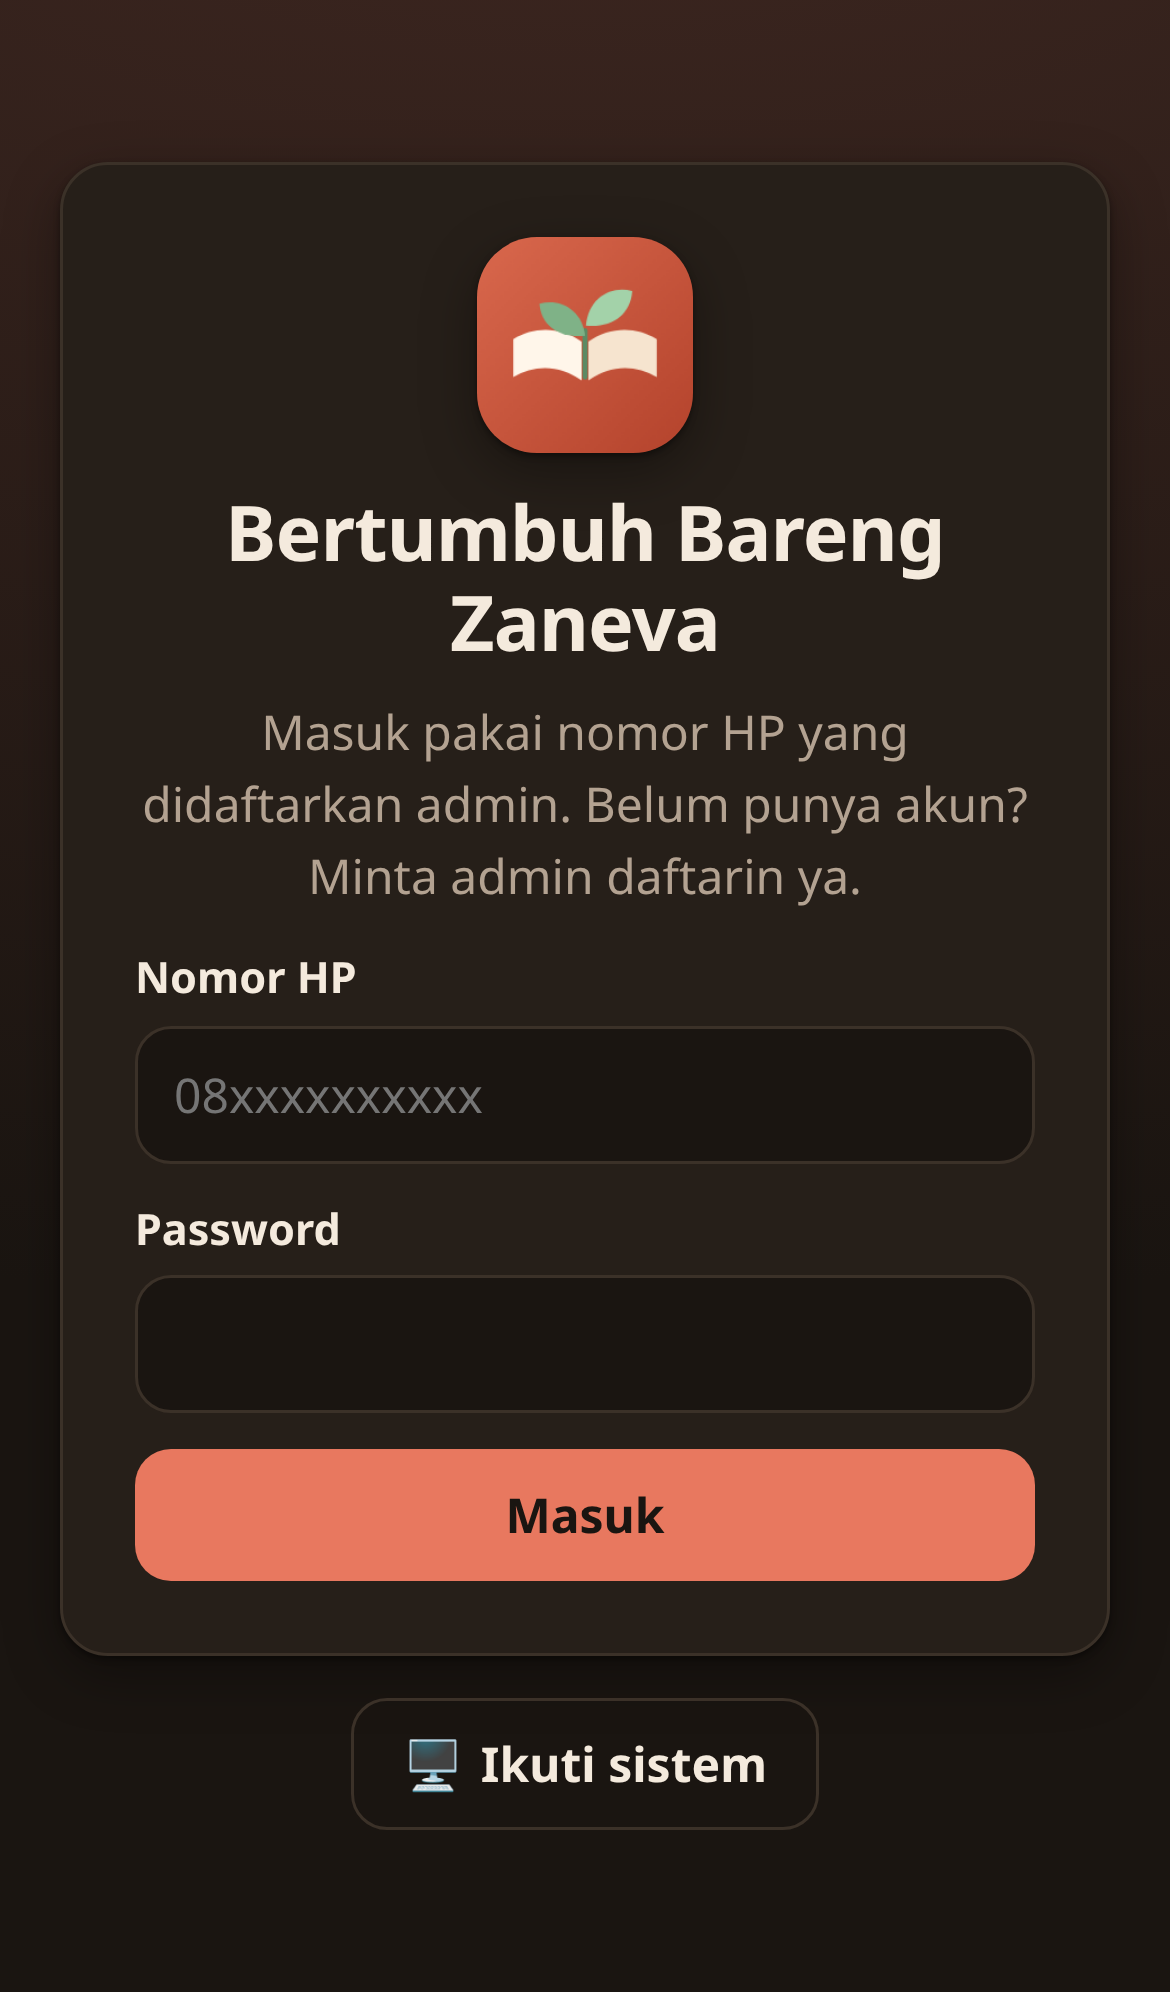 Bertumbuh Bareng
Zaneva
Masuk pakai nomor HP yang
didaftarkan admin. Belum punya akun?
Minta admin daftarin ya.
Nomor HP
08xxxxxxxxxx
Password
Masuk
Ikuti sistem